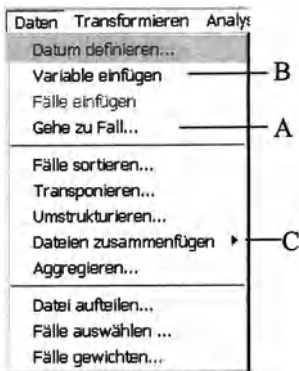 Daten Transformieren Analys
Datum definieren...
Variable einfügen B
Fälle einfügen
Gehe zu Fall... A
Fälle sortieren...
Transponieren...
Umstrukturieren...
Dateien zusammenfügen C
Aggregieren...
Datei aufteilen...
Fälle auswählen ...
Fälle gewichten...